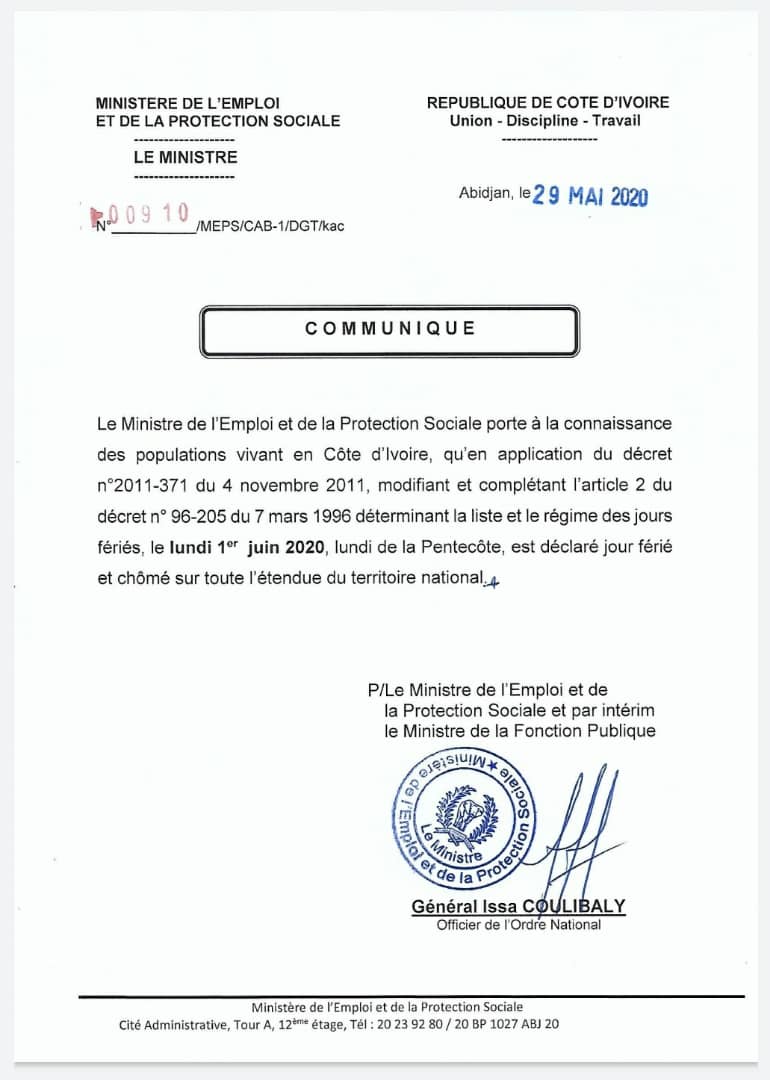 MINISTERE DE L'EMPLOI
ET DE LA PROTECTION SOCIALE
--------------------
LE MINISTRE
--------------------
N° 009 10 /MEPS/CAB-1/DGT/kac
REPUBLIQUE DE COTE D'IVOIRE
Union - Discipline - Travail
-------------------
Abidjan, le 29 MAI 2020
COMMUNIQUE
Le Ministre de l'Emploi et de la Protection Sociale porte à la connaissance
des populations vivant en Côte d'Ivoire, qu'en application du décret
n°2011-371 du 4 novembre 2011, modifiant et complétant l'article 2 du
décret n° 96-205 du 7 mars 1996 déterminant la liste et le régime des jours
fériés, le lundi 1er juin 2020, lundi de la Pentecôte, est déclaré jour férié
et chômé sur toute l'étendue du territoire national.
P/Le Ministre de l'Emploi et de
la Protection Sociale et par intérim
le Ministre de la Fonction Publique
Ministère de l'Emploi et de la Protection Sociale
Le Ministre
Général Issa COULIBALY
Officier de l'Ordre National
Ministère de l'Emploi et de la Protection Sociale
Cité Administrative, Tour A, 12ème étage, Tél : 20 23 92 80 / 20 BP 1027 ABJ 20